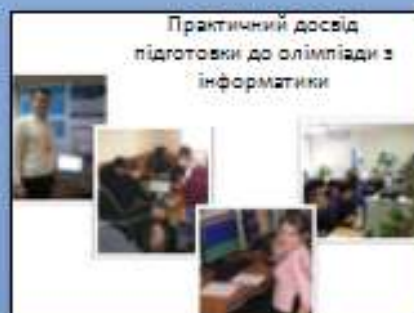 Практичний досвід
підготовки до олімпіади з
інформатики